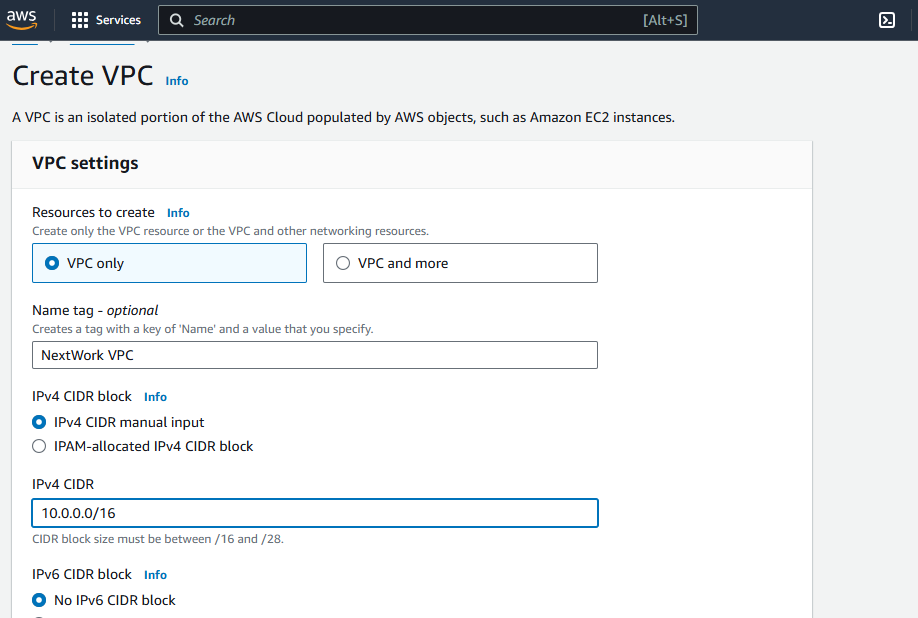 aws Services Search [Alt+S]
Create VPC Info
A VPC is an isolated portion of the AWS Cloud populated by AWS objects, such as Amazon EC2 instances.
VPC settings
Resources to create Info
Create only the VPC resource or the VPC and other networking resources.
VPC only VPC and more
Name tag - optional
Creates a tag with a key of 'Name' and a value that you specify.
NextWork VPC
IPv4 CIDR block Info
IPv4 CIDR manual input
IPAM-allocated IPv4 CIDR block
IPv4 CIDR
10.0.0.0/16
CIDR block size must be between /16 and /28.
IPv6 CIDR block Info
No IPv6 CIDR block